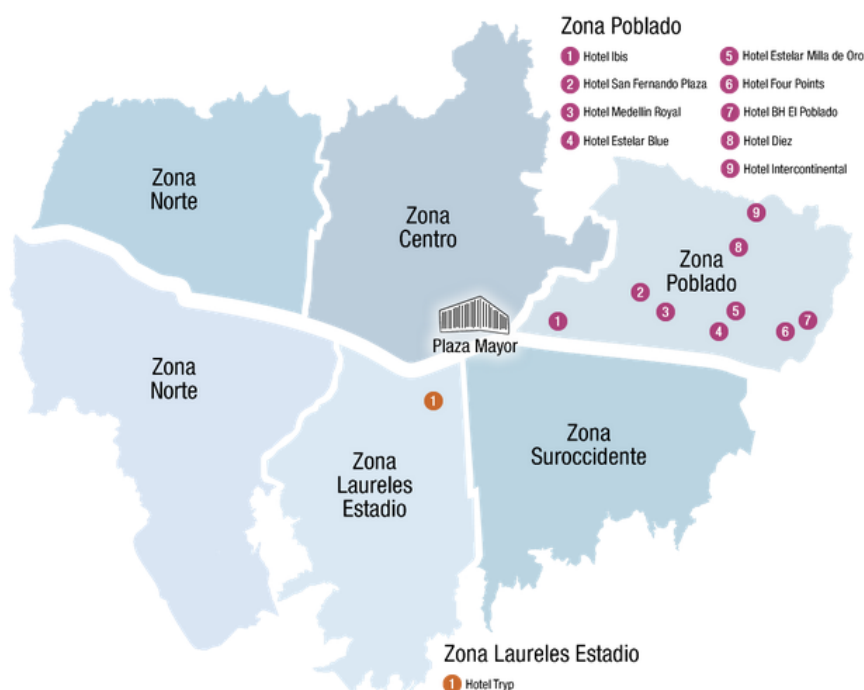 Zona Poblado
1 Hotel Ibis
2 Hotel San Fernando Plaza
3 Hotel Medellin Royal
4 Hotel Estelar Blue
5 Hotel Estelar Milla de Oro
6 Hotel Four Points
7 Hotel BH El Poblado
8 Hotel Diez
9 Hotel Intercontinental
Zona
Norte
Zona
Centro
Zona
Poblado
9
8
2
3
5
1
4
6
7
Plaza Mayor
Zona
Norte
1
Zona
Laureles
Estadio
Zona
Suroccidente
Zona Laureles Estadio
1 Hotel Tryp